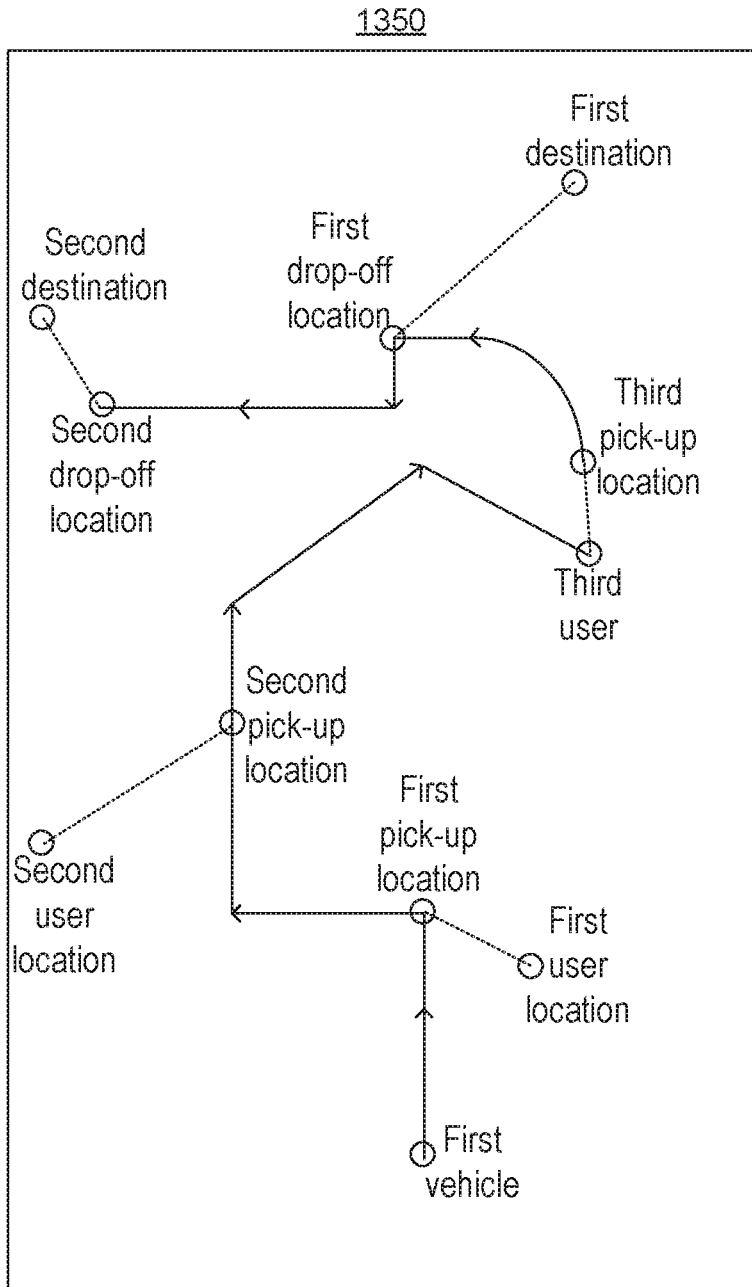 1350
First
destination
Second
destination
First
drop-off
location
Second
drop-off
location
Third
pick-up
location
Third
user
Second
pick-up
location
Second
user
location
First
pick-up
location
First
user
location
First
vehicle